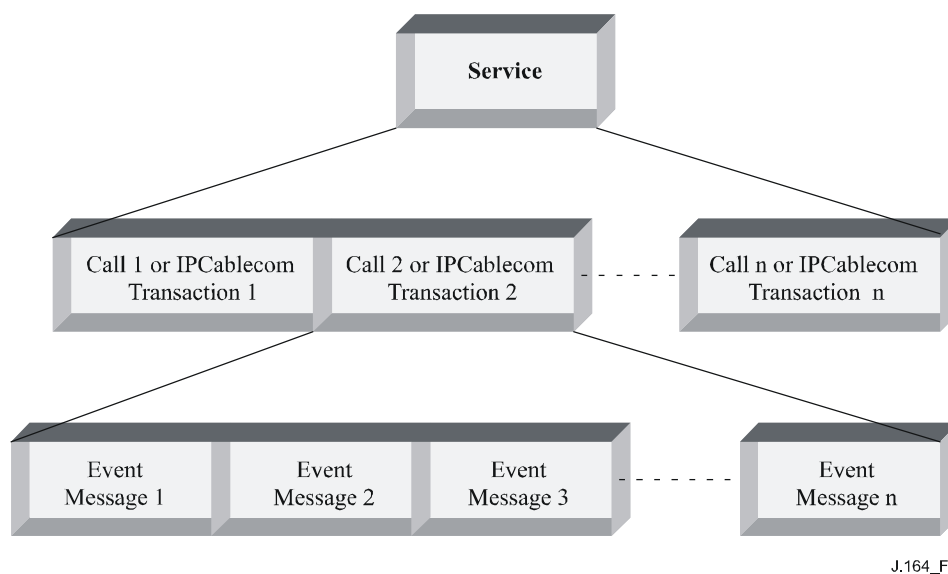 Service
Call 1 or IPCablecom
Transaction 1
Call 2 or IPCablecom
Transaction 2
Call n or IPCablecom
Transaction n
Event
Message 1
Event
Message 2
Event
Message 3
Event
Message n
J.164_F